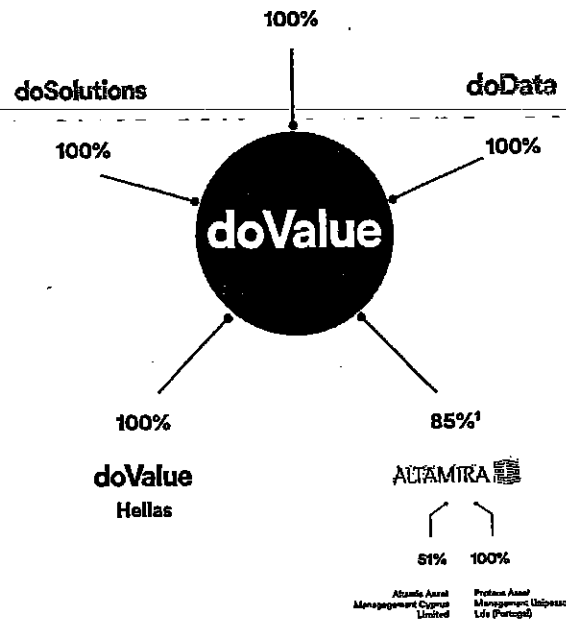 100%
doSolutions
doData
100%
100%
doValue
100%
85%¹
doValue
Hellas
ALTAMIRA
51%
100%
Altamira Asset
Management Cyprus
Limited
Proteus Asset
Management Unipessoal
Lda (Portugal)